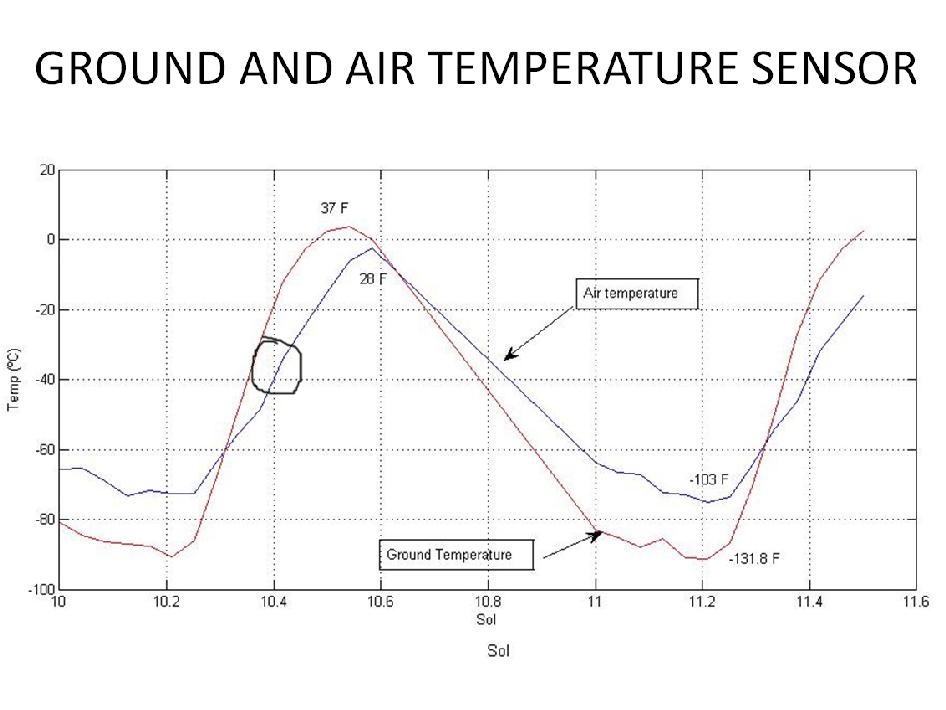 GROUND AND AIR TEMPERATURE SENSOR
20
37 F
0
28 F
Air temperature
-20
Temp (ºC)
-40
-60
-103 F
-80
Ground Temperature
-131.8 F
-100
10 10.2 10.4 10.6 10.8 11 11.2 11.4 11.6
Sol
Sol